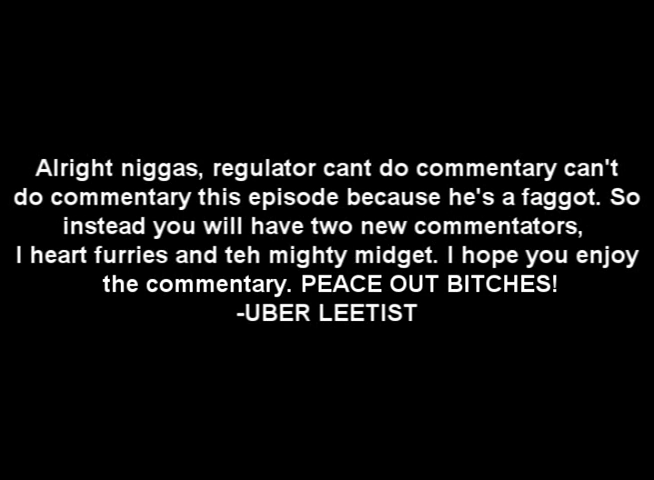 Alright niggas, regulator cant do commentary can't
do commentary this episode because he's a faggot. So
instead you will have two new commentators,
I heart furries and teh mighty midget. I hope you enjoy
the commentary. PEACE OUT BITCHES!
-UBER LEETIST